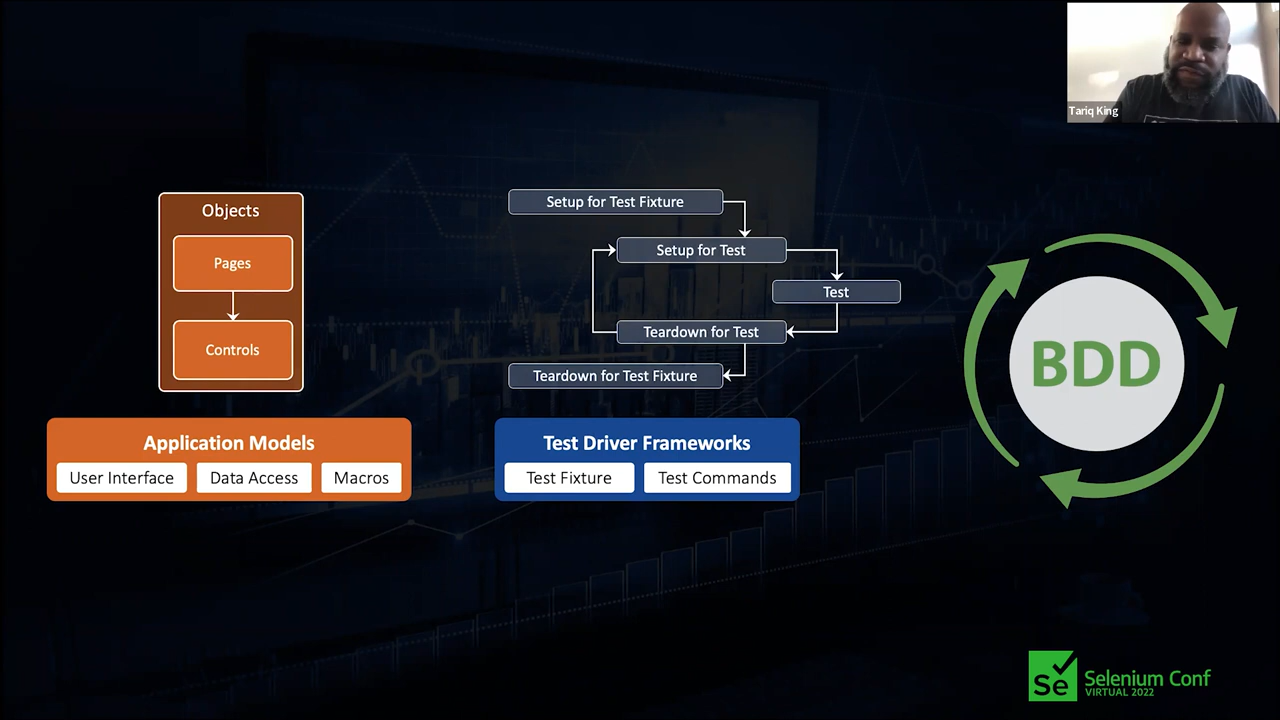 Tariq King
Objects
Pages
Controls
Setup for Test Fixture
Setup for Test
Test
Teardown for Test
Teardown for Test Fixture
BDD
Application Models
User Interface
Data Access
Macros
Test Driver Frameworks
Test Fixture
Test Commands
Se
Selenium Conf
VIRTUAL 2022